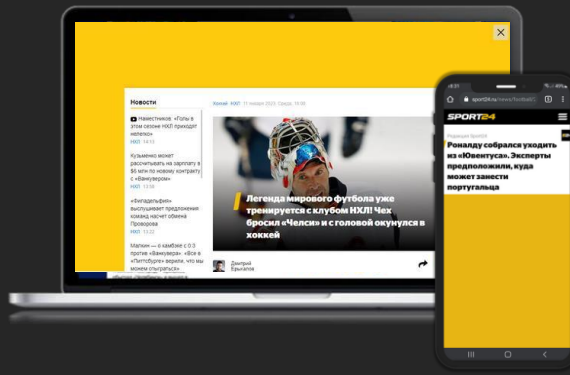 Новости
Наместников: «Голы в
этом сезоне НХЛ приходят
нелегко»
НХЛ 14:13
Кузьменко может
рассчитывать на зарплату в
$6 млн по новому контракту
с «Ванкувером»
НХЛ 13:58
«Филадельфия»
выслушивает предложения
команд насчет обмена
Проворова
НХЛ 13:22
Малкин — о камбэке с 0:3
против «Ванкувера»: «Все в
«Питтсбурге» верили, что мы
можем отыграться»
Хоккей НХЛ 11 января 2023, Среда,
Легенда мирового футбола уже
тренируется с клубом НХЛ! Чех
бросил «Челси» и с головой окунулся в
хоккей
Дмитрий
Ерыкалов
sport24.ru/news/football/
SPORT24
Редакция Sport24
Роналду собрался уходить
из «Ювентуса». Эксперты
предположили, куда
может занести
португальца